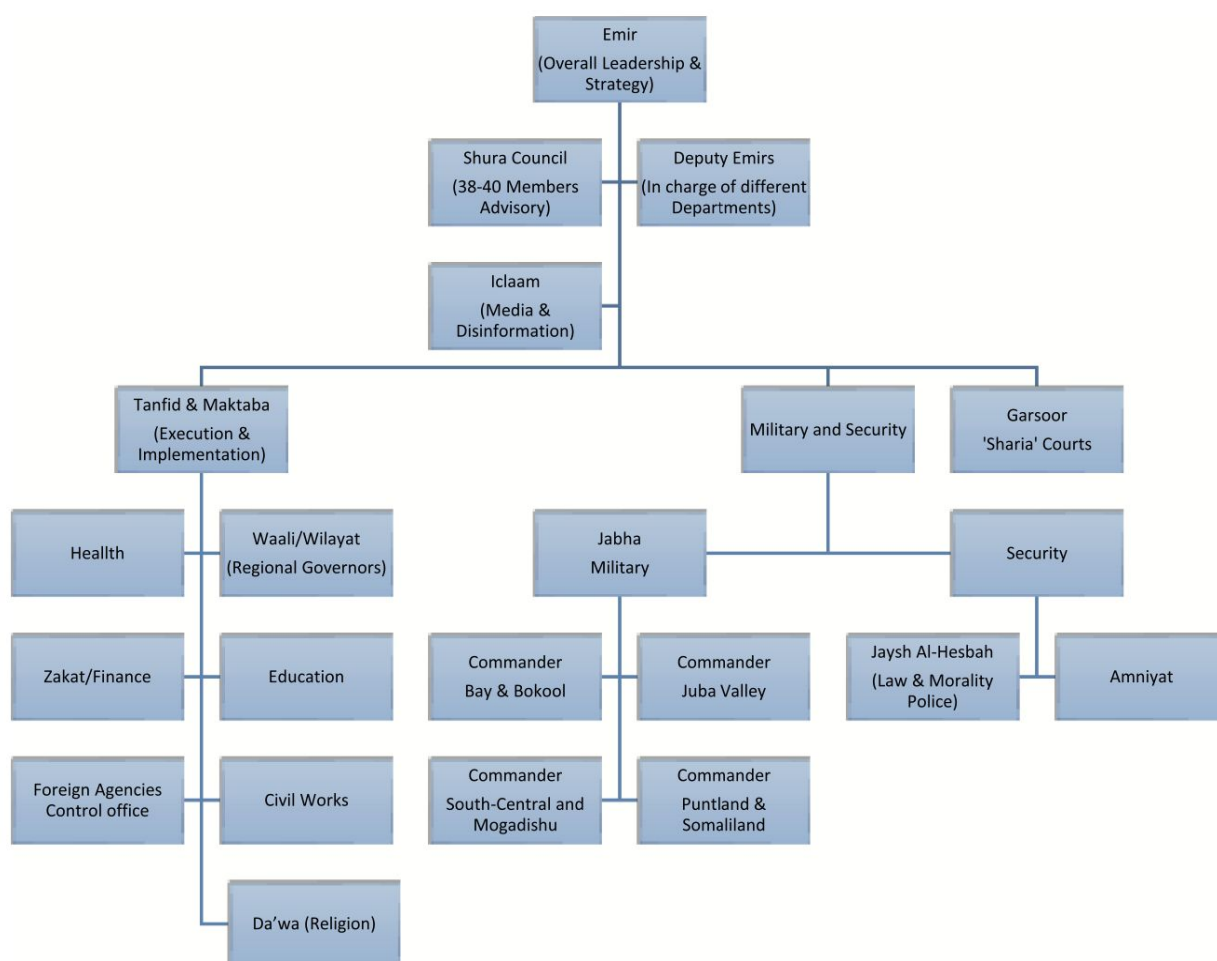 Emir
(Overall Leadership &
Strategy)
Shura Council
(38-40 Members
Advisory)
Deputy Emirs
(In charge of different
Departments)
Iclaam
(Media &
Disinformation)
Tanfid & Maktaba
(Execution &
Implementation)
Military and Security
Garsoor
'Sharia' Courts
Heallth
Waali/Wilayat
(Regional Governors)
Jabha
Military
Security
Zakat/Finance
Education
Commander
Bay & Bokool
Commander
Juba Valley
Jaysh Al-Hesbah
(Law & Morality
Police)
Amniyat
Foreign Agencies
Control office
Civil Works
Commander
South-Central and
Mogadishu
Commander
Puntland &
Somaliland
Da’wa (Religion)